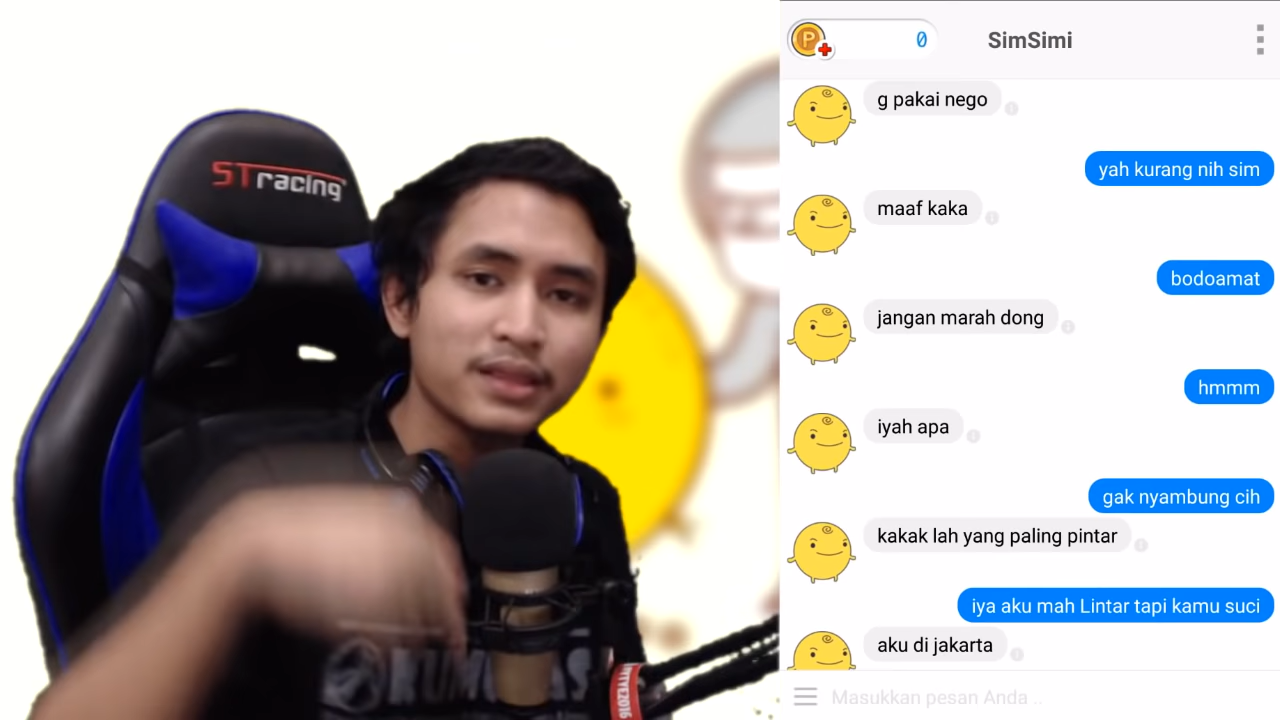 STracing
0
SimSimi
g pakai nego
yah kurang nih sim
maaf kaka
bodoamat
jangan marah dong
hmmm
iyah apa
gak nyambung cih
kakak lah yang paling pintar
iya aku mah Lintar tapi kamu suci
aku di jakarta
Masukkan pesan Anda ..